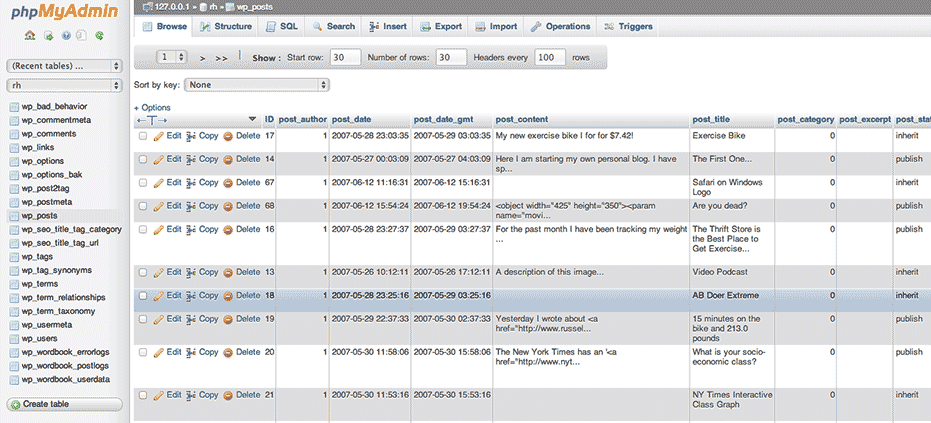 phpMyAdmin
127.0.0.1 » rh » wp_posts
Browse Structure SQL Search Insert Export Import Operations Triggers
1 > >> Show : Start row: 30 Number of rows: 30 Headers every 100 rows
(Recent tables) ...
rh
Sort by key: None
wp_bad_behavior
wp_commentmeta
wp_comments
wp_links
wp_options
wp_options_bak
wp_post2tag
wp_postmeta
wp_posts
wp_seo_title_tag_category
wp_seo_title_tag_url
wp_tags
wp_tag_synonyms
wp_terms
wp_term_relationships
wp_term_taxonomy
wp_usermeta
wp_users
wp_wordbook_errorlogs
wp_wordbook_postlogs
wp_wordbook_userdata
Create table
+ Options
←T→ ID post_author post_date post_date_gmt post_content post_title post_category post_excerpt post_stat
Edit Copy Delete 17 1 2007-05-28 23:03:35 2007-05-29 03:03:35 My new exercise bike I for for $7.42! Exercise Bike 0 inherit
Edit Copy Delete 14 1 2007-05-27 00:03:09 2007-05-27 04:03:09 Here I am starting my own personal blog. I have The First One... 0 publish
sp...
Edit Copy Delete 67 1 2007-06-12 11:16:31 2007-06-12 15:16:31 Safari on Windows 0 inherit
Logo
Edit Copy Delete 68 1 2007-06-12 15:54:24 2007-06-12 19:54:24 <object width="425" height="350"><param Are you dead? 0 publish
name="movi...
Edit Copy Delete 16 1 2007-05-28 23:27:37 2007-05-29 03:27:37 For the past month I have been tracking my weight The Thrift Store is 0 publish
... the Best Place to
Get Exercise...
Edit Copy Delete 13 1 2007-05-26 10:12:11 2007-05-26 17:12:11 A description of this image... Video Podcast 0 inherit
Edit Copy Delete 18 1 2007-05-28 23:25:16 2007-05-29 03:25:16 AB Doer Extreme 0 inherit
Edit Copy Delete 19 1 2007-05-29 22:37:33 2007-05-30 02:37:33 Yesterday I wrote about <a 15 minutes on the 0 publish
href="http://www.russel... bike and 213.0
pounds
Edit Copy Delete 20 1 2007-05-30 11:58:06 2007-05-30 15:58:06 The New York Times has an '<a What is your socio- 0 publish
href="http://www.nyt... economic class?
Edit Copy Delete 21 1 2007-05-30 11:53:16 2007-05-30 15:53:16 NY Times Interactive 0 inherit
Class Graph